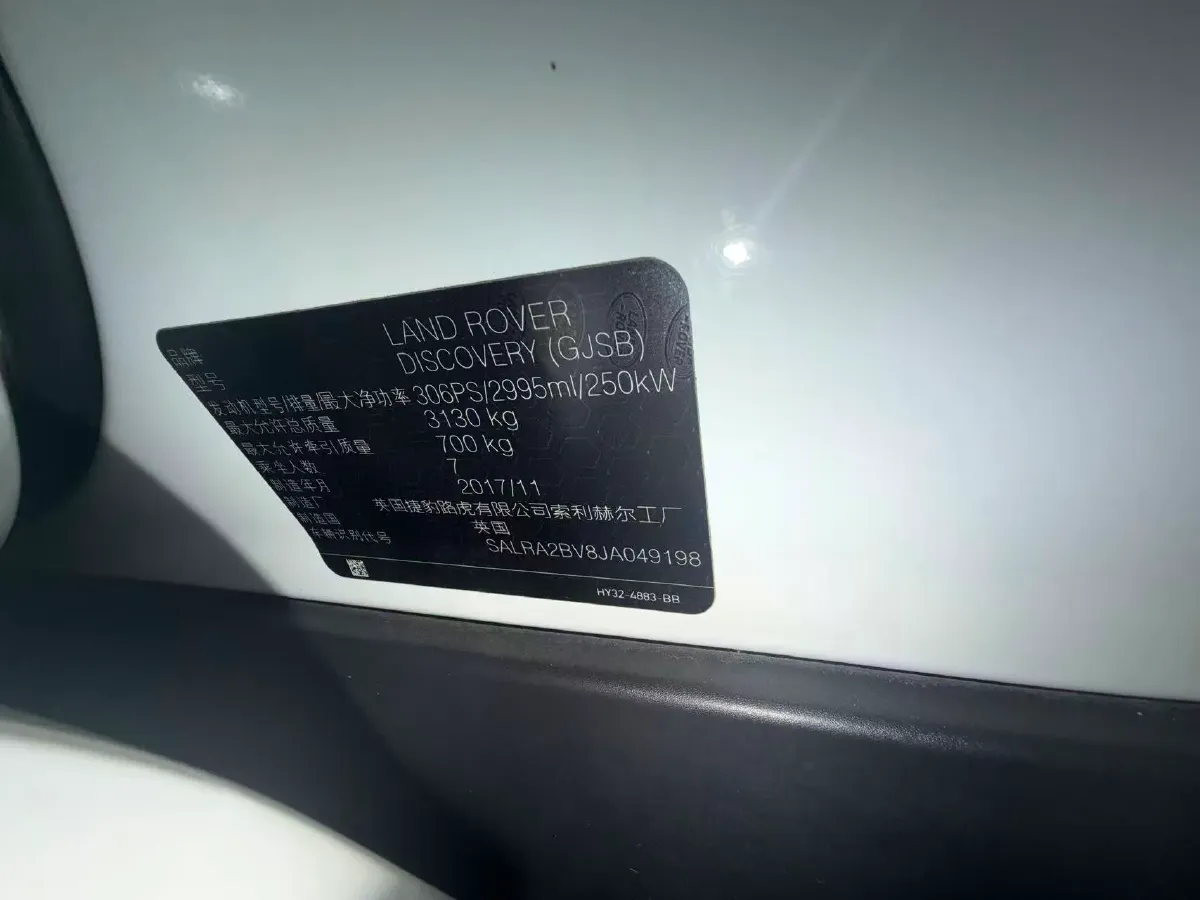 品牌 LAND ROVER
型号 DISCOVERY (GJSB)
发动机型号/排量/最大净功率 306PS/2995ml/250kW
最大允许总质量 3130 kg
最大允许牵引质量 700 kg
乘坐人数 7
制造年月 2017/11
制造厂 英国捷豹路虎有限公司索利赫尔工厂
制造国 英国
车辆识别代号 SALRA2BV8JA049198
HY32-4883-BB